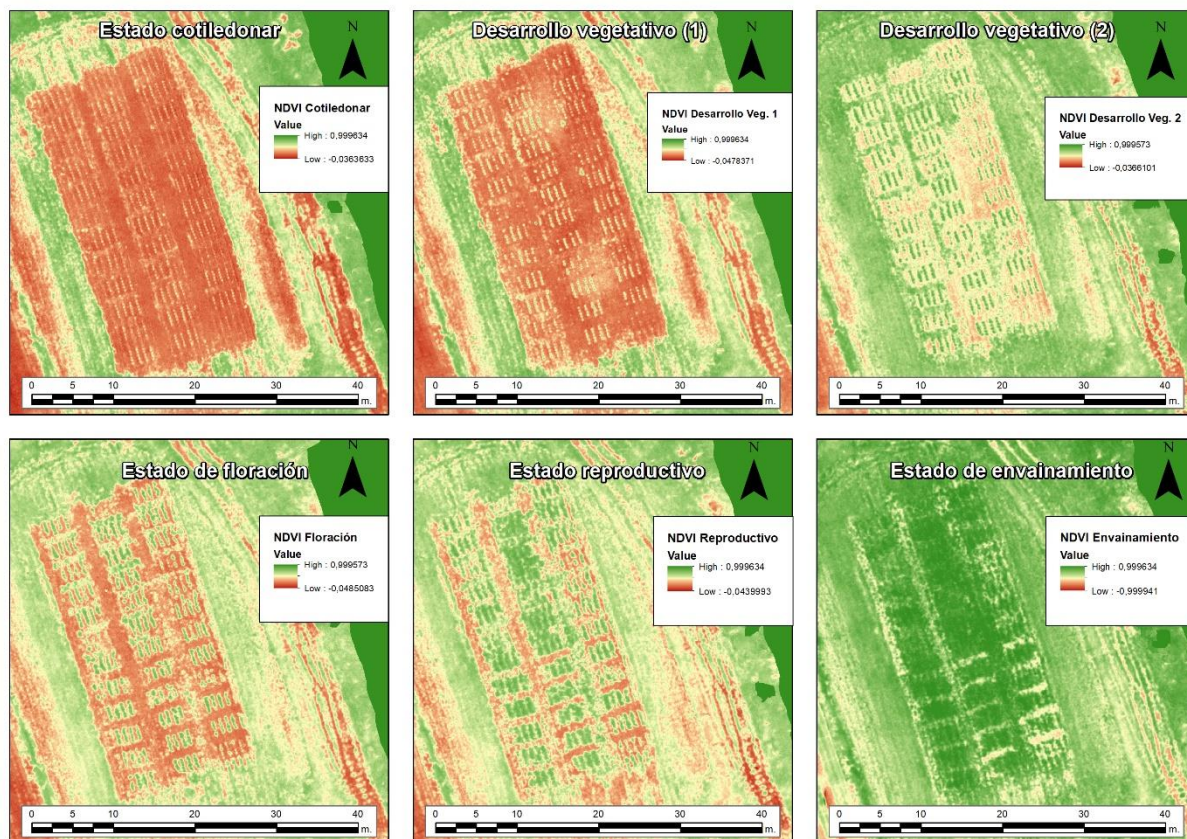 Estado cotiledonar
N
NDVI Cotiledonar
Value
High : 0,999634
Low : -0,0363633
0 5 10 20 30 40
m.
Desarrollo vegetativo (1)
N
NDVI Desarrollo Veg. 1
Value
High : 0,999634
Low : -0,0478371
0 5 10 20 30 40
m.
Desarrollo vegetativo (2)
N
NDVI Desarrollo Veg. 2
Value
High : 0,999573
Low : -0,0366101
0 5 10 20 30 40
m.
Estado de floración
N
NDVI Floración
Value
High : 0,999573
Low : -0,0485083
0 5 10 20 30 40
m.
Estado reproductivo
N
NDVI Reproductivo
Value
High : 0,999634
Low : -0,0439993
0 5 10 20 30 40
m.
Estado de envainamiento
N
NDVI Envainamiento
Value
High : 0,999634
Low : -0,999941
0 5 10 20 30 40
m.